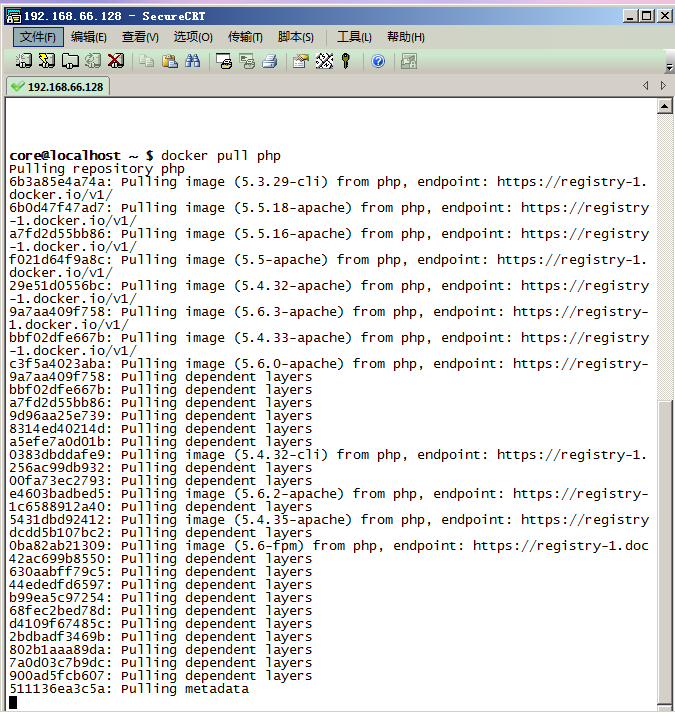 192.168.66.128 - SecureCRT
文件(F) 编辑(E) 查看(V) 选项(O) 传输(T) 脚本(S) 工具(L) 帮助(H)
192.168.66.128
core@localhost ~ $ docker pull php
Pulling repository php
6b3a85e4a74a: Pulling image (5.3.29-cli) from php, endpoint: https://registry-1.
docker.io/v1/
6b0d47f47ad7: Pulling image (5.5.18-apache) from php, endpoint: https://registry
-1.docker.io/v1/
a7fd2d55bb86: Pulling image (5.5.16-apache) from php, endpoint: https://registry
-1.docker.io/v1/
f021d64f9a8c: Pulling image (5.5-apache) from php, endpoint: https://registry-1.
docker.io/v1/
29e51d0556bc: Pulling image (5.4.32-apache) from php, endpoint: https://registry
-1.docker.io/v1/
9a7aa409f758: Pulling image (5.6.3-apache) from php, endpoint: https://registry-
1.docker.io/v1/
bbf02dfe667b: Pulling image (5.4.33-apache) from php, endpoint: https://registry
-1.docker.io/v1/
c3f5a4023aba: Pulling image (5.6.0-apache) from php, endpoint: https://registry-
9a7aa409f758: Pulling dependent layers
bbf02dfe667b: Pulling dependent layers
a7fd2d55bb86: Pulling dependent layers
9d96aa25e739: Pulling dependent layers
8314ed40214d: Pulling dependent layers
a5efe7a0d01b: Pulling dependent layers
0383dbddafe9: Pulling image (5.4.32-cli) from php, endpoint: https://registry-1.
256ac99db932: Pulling dependent layers
00fa73ec2793: Pulling dependent layers
e4603badbed5: Pulling image (5.6.2-apache) from php, endpoint: https://registry-
1c6588912a40: Pulling dependent layers
5431dbd92412: Pulling image (5.4.35-apache) from php, endpoint: https://registry
dcdd5b107bc2: Pulling dependent layers
0ba82ab21309: Pulling image (5.6-fpm) from php, endpoint: https://registry-1.doc
42ac699b8550: Pulling dependent layers
630aabff79c5: Pulling dependent layers
44ededfd6597: Pulling dependent layers
b99ea5c97254: Pulling dependent layers
68fec2bed78d: Pulling dependent layers
d4109f67485c: Pulling dependent layers
2bdbadf3469b: Pulling dependent layers
802b1aaa89da: Pulling dependent layers
7a0d03c7b9dc: Pulling dependent layers
900ad5fcb607: Pulling dependent layers
511136ea3c5a: Pulling metadata